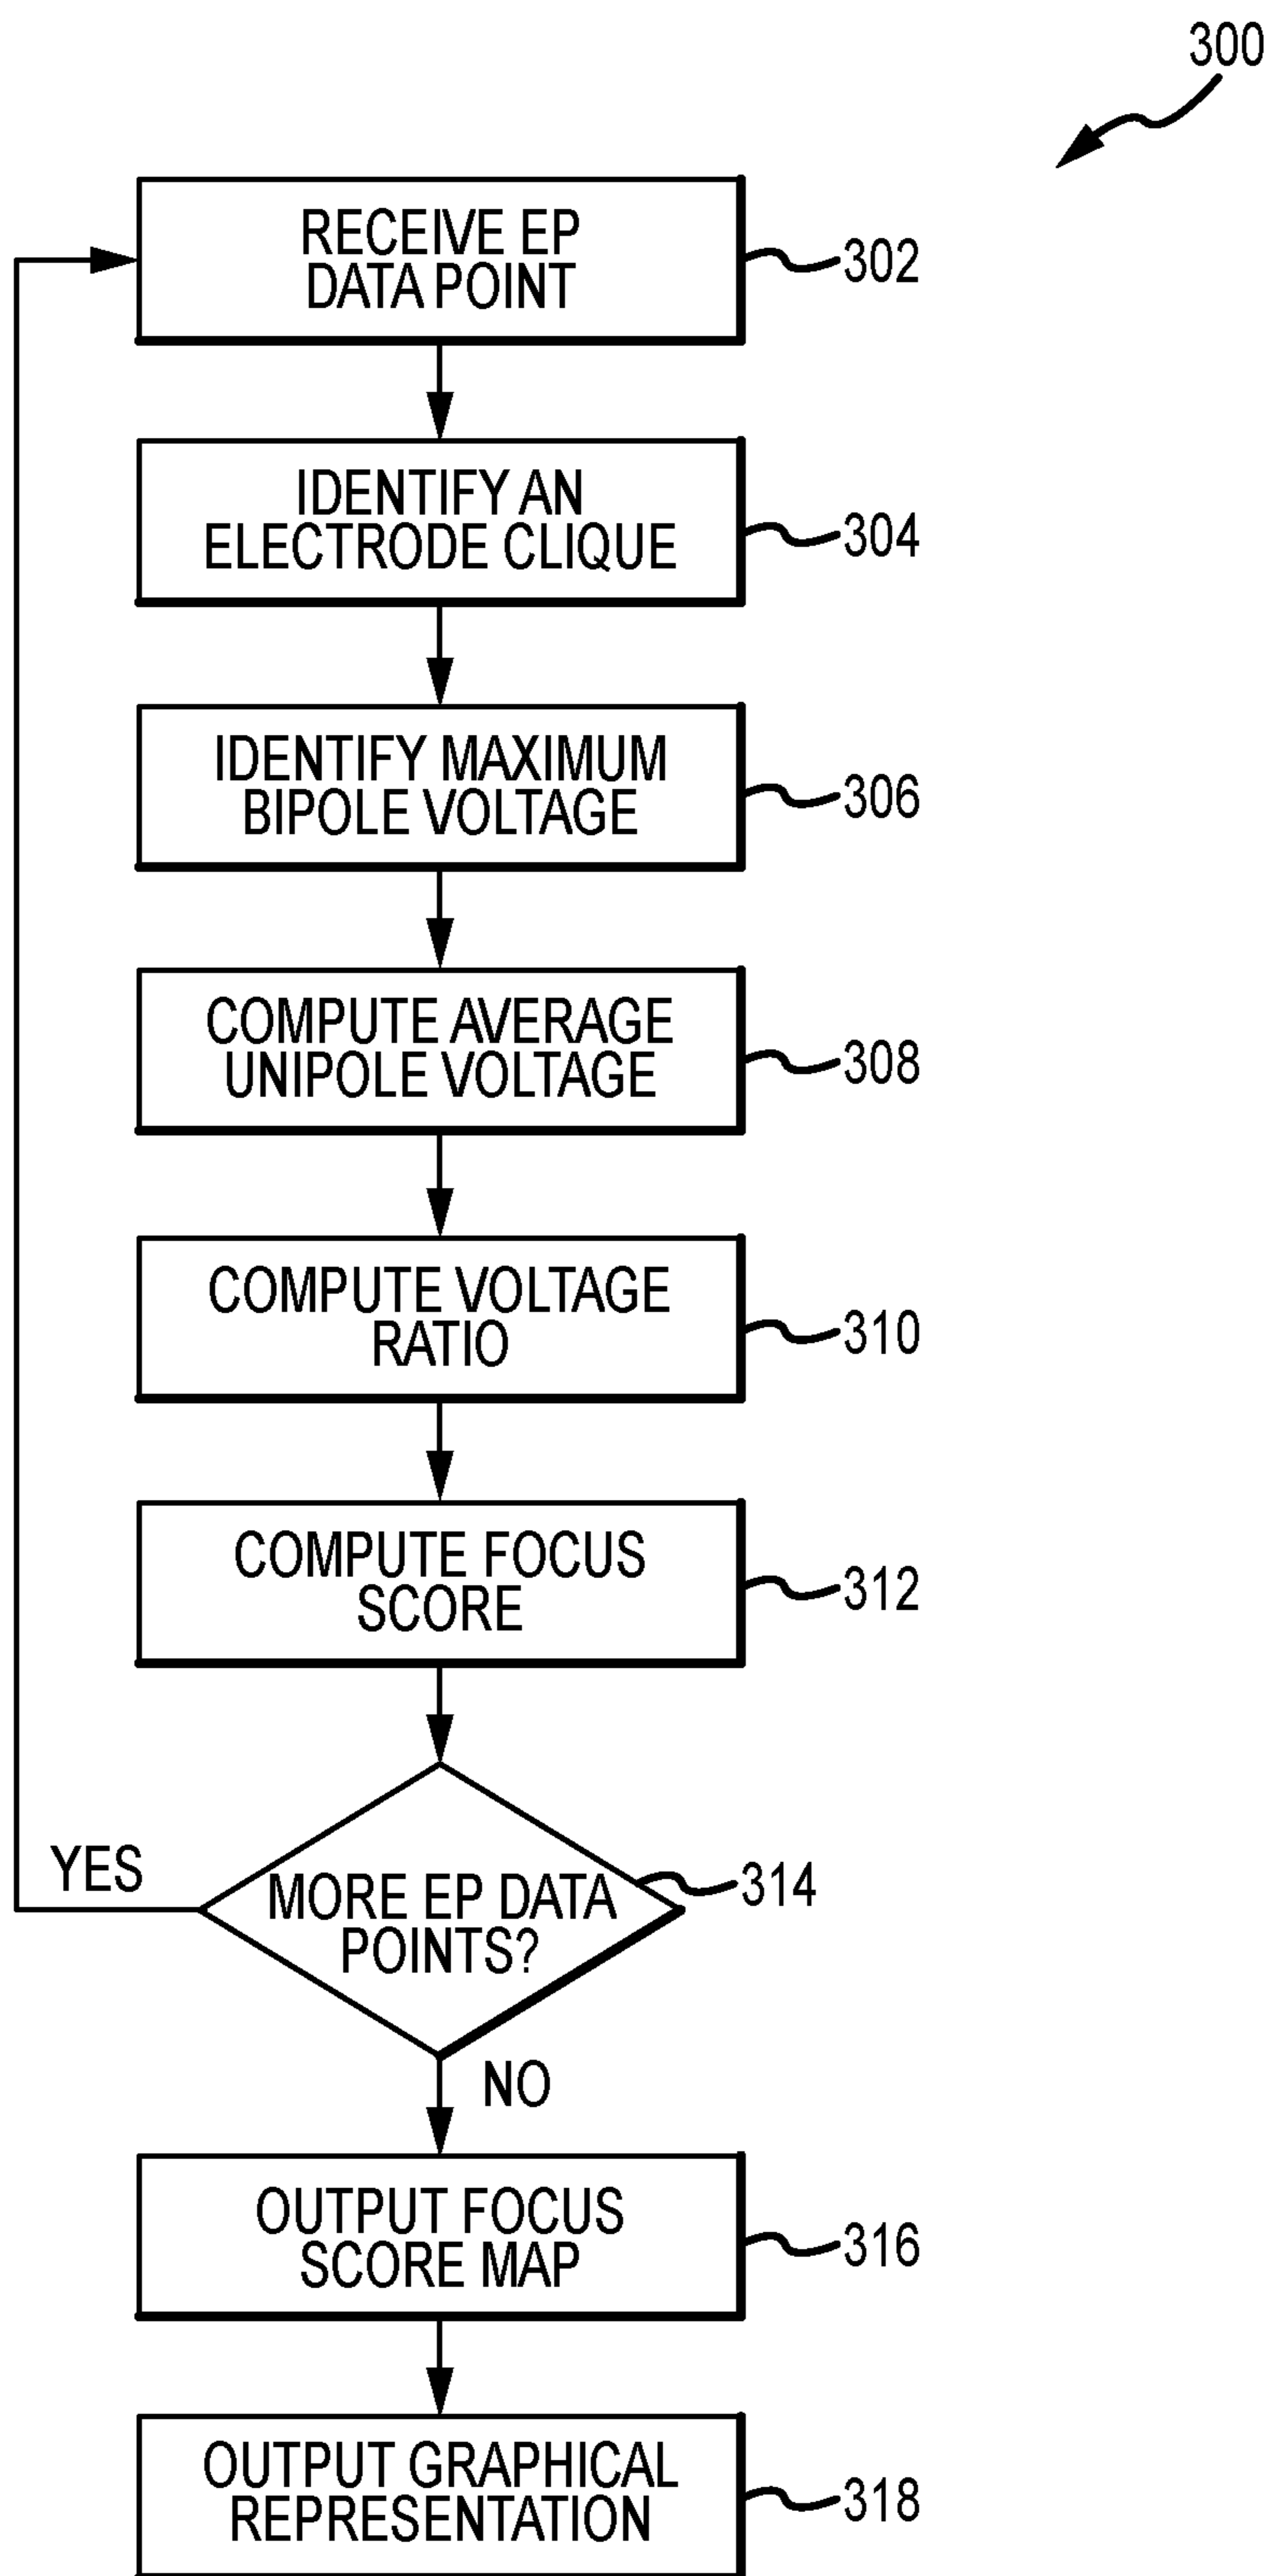 300
RECEIVE EP
DATA POINT
302
IDENTIFY AN
ELECTRODE CLIQUE
304
IDENTIFY MAXIMUM
BIPOLE VOLTAGE
306
COMPUTE AVERAGE
UNIPOLE VOLTAGE
308
COMPUTE VOLTAGE
RATIO
310
COMPUTE FOCUS
SCORE
312
YES
MORE EP DATA
POINTS?
314
NO
OUTPUT FOCUS
SCORE MAP
316
OUTPUT GRAPHICAL
REPRESENTATION
318